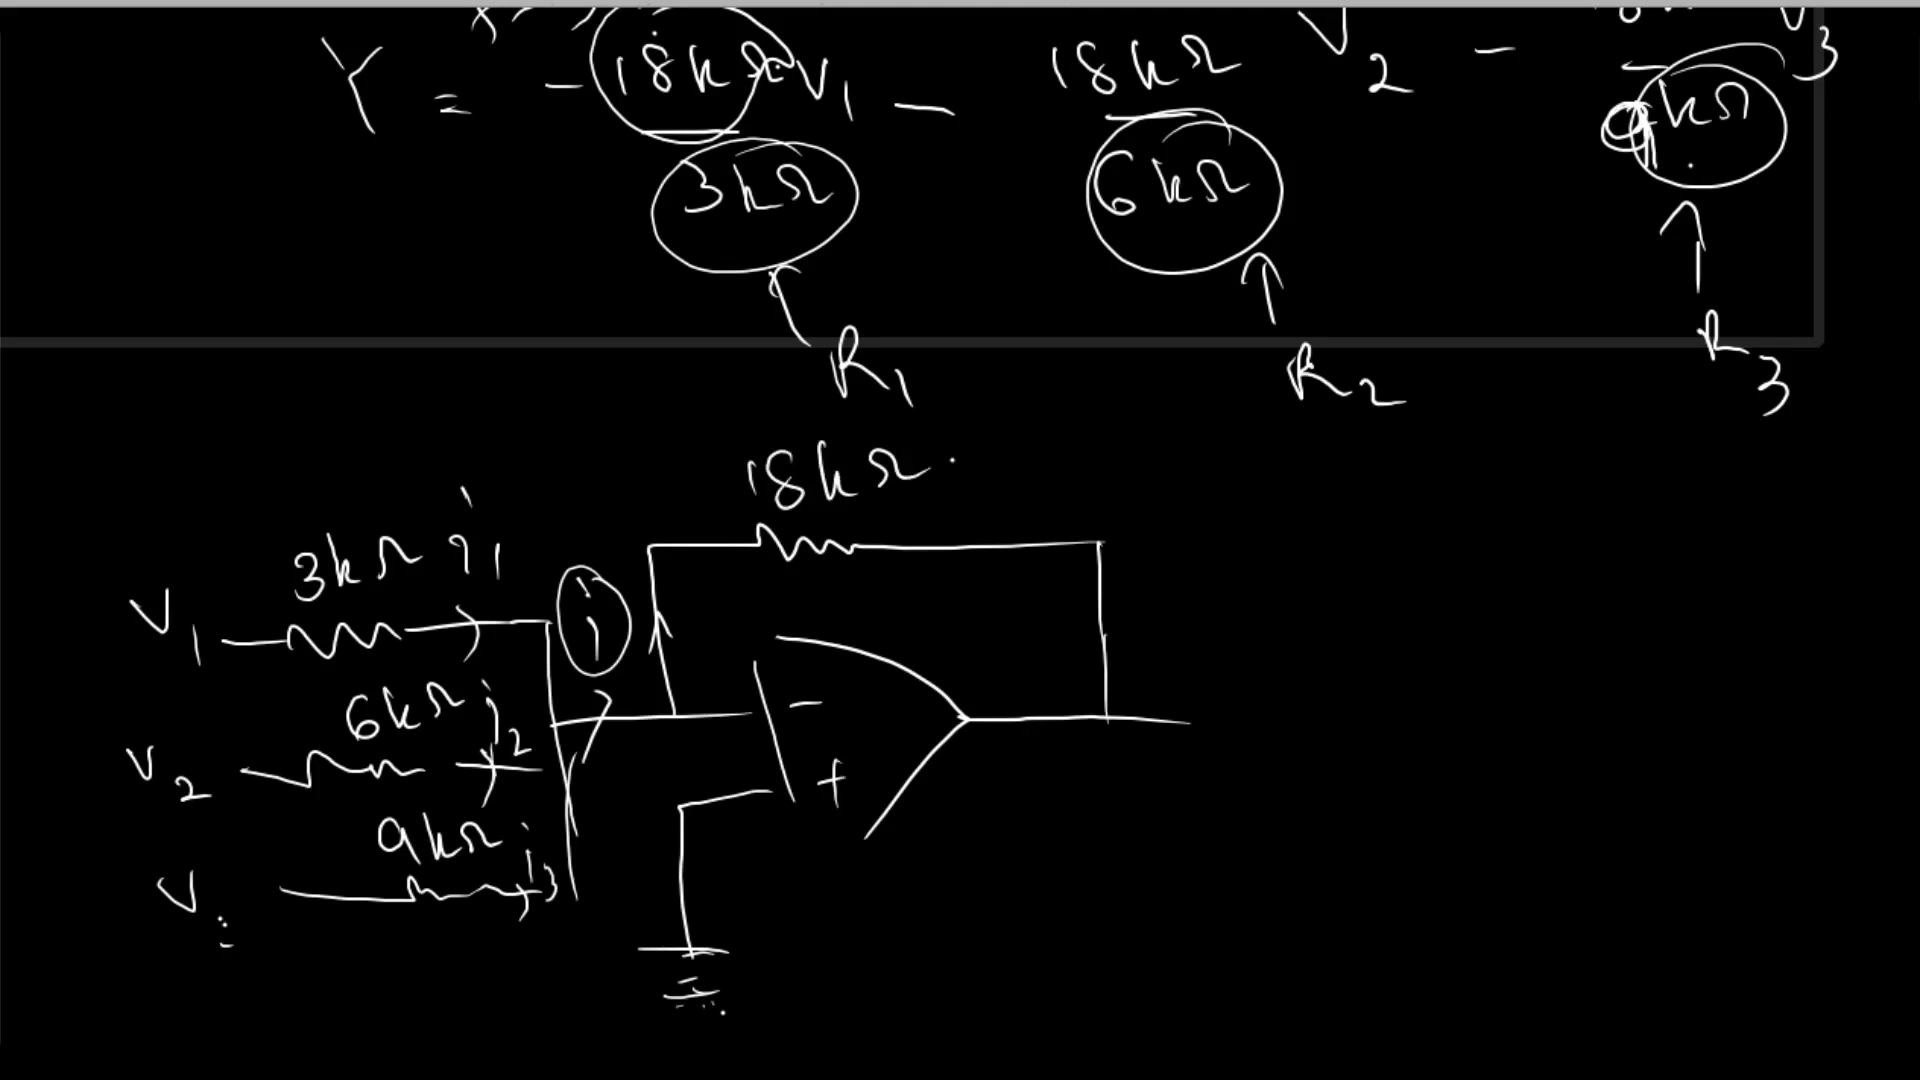 Y = - 18kΩ V1 - 18kΩ V2 - V3
3kΩ 6kΩ 9kΩ
R1 R2 R3
18kΩ
3kΩ i1
V1 i
6kΩ i2
V2 -
+
9kΩ i3
V